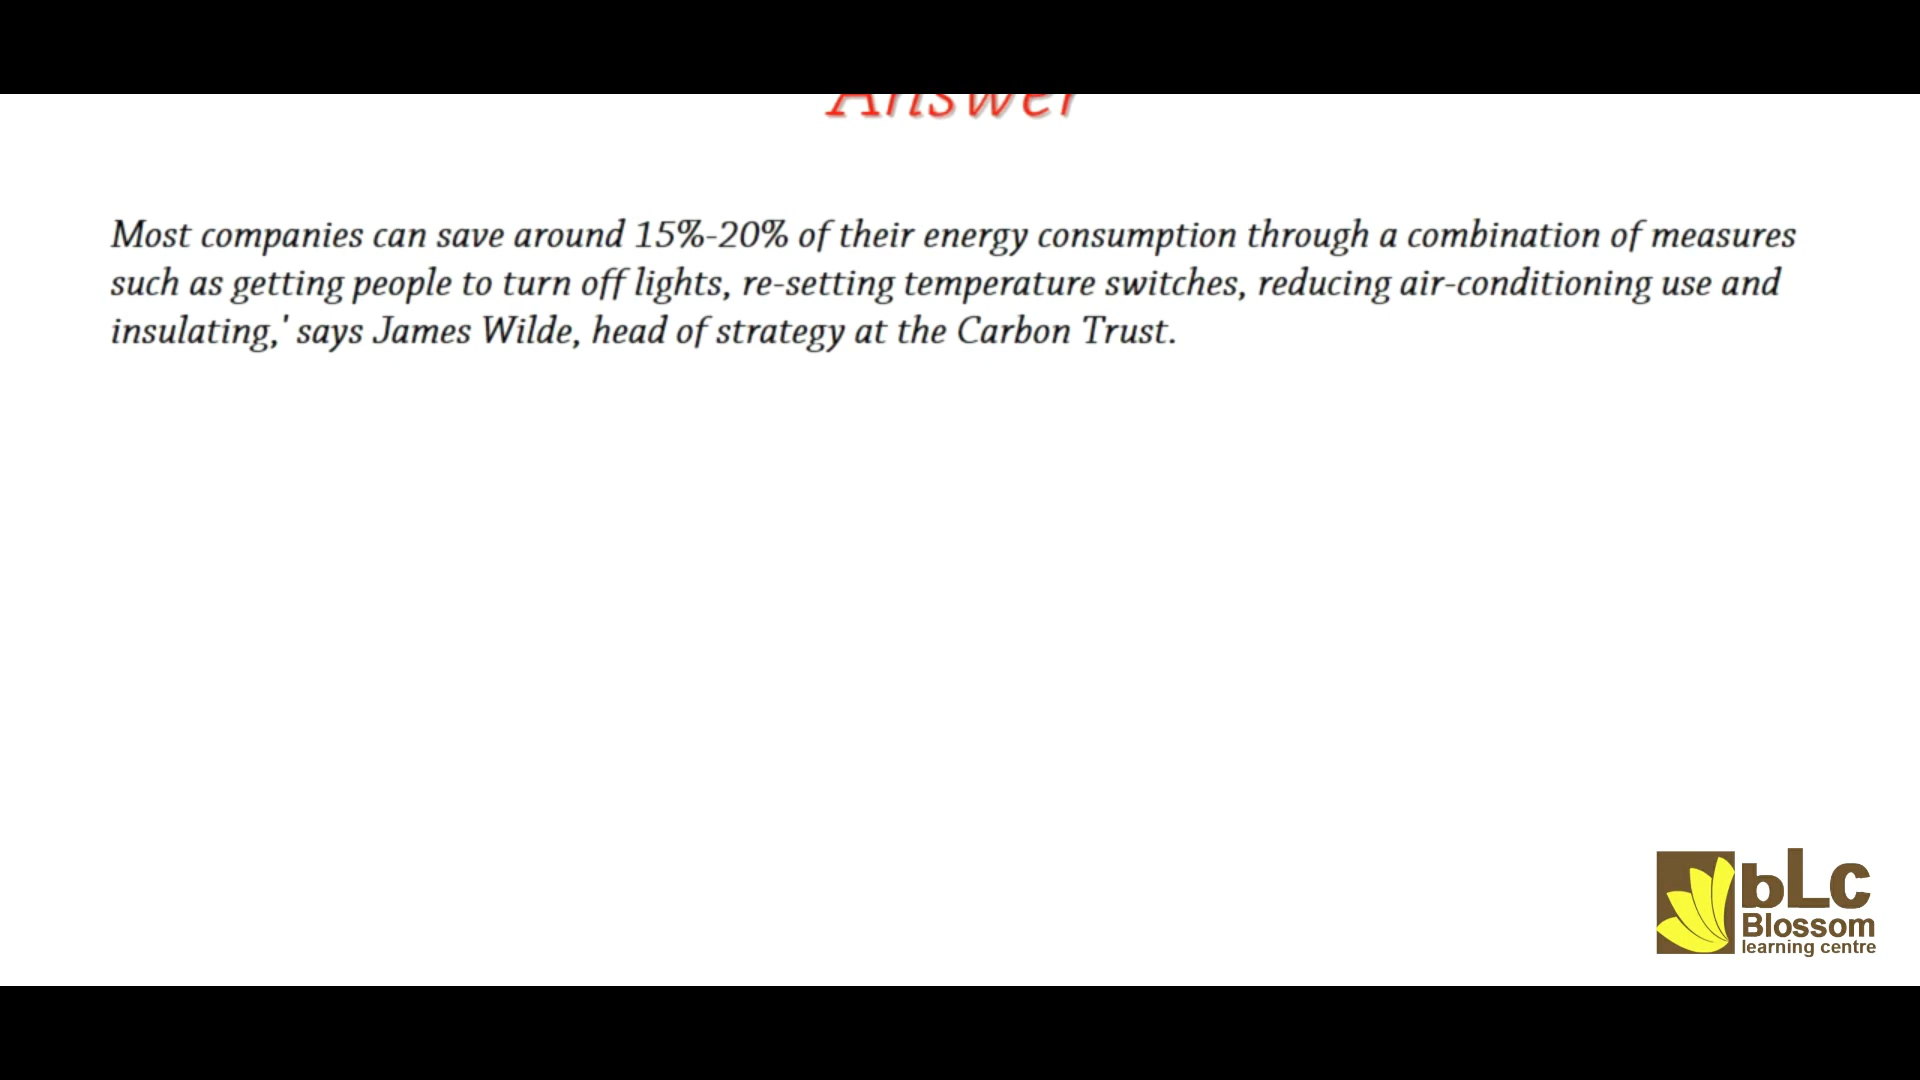 Answer
Most companies can save around 15%-20% of their energy consumption through a combination of measures
such as getting people to turn off lights, re-setting temperature switches, reducing air-conditioning use and
insulating,' says James Wilde, head of strategy at the Carbon Trust.
bLc
Blossom
learning centre